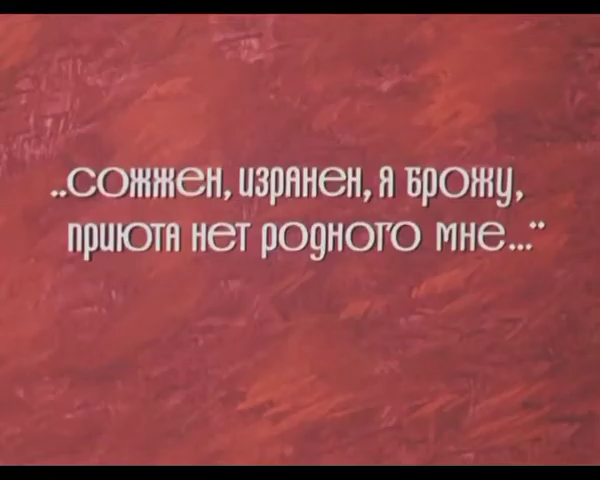 „сожжен, изранен, я брожу,
приюта нет родного мне..."